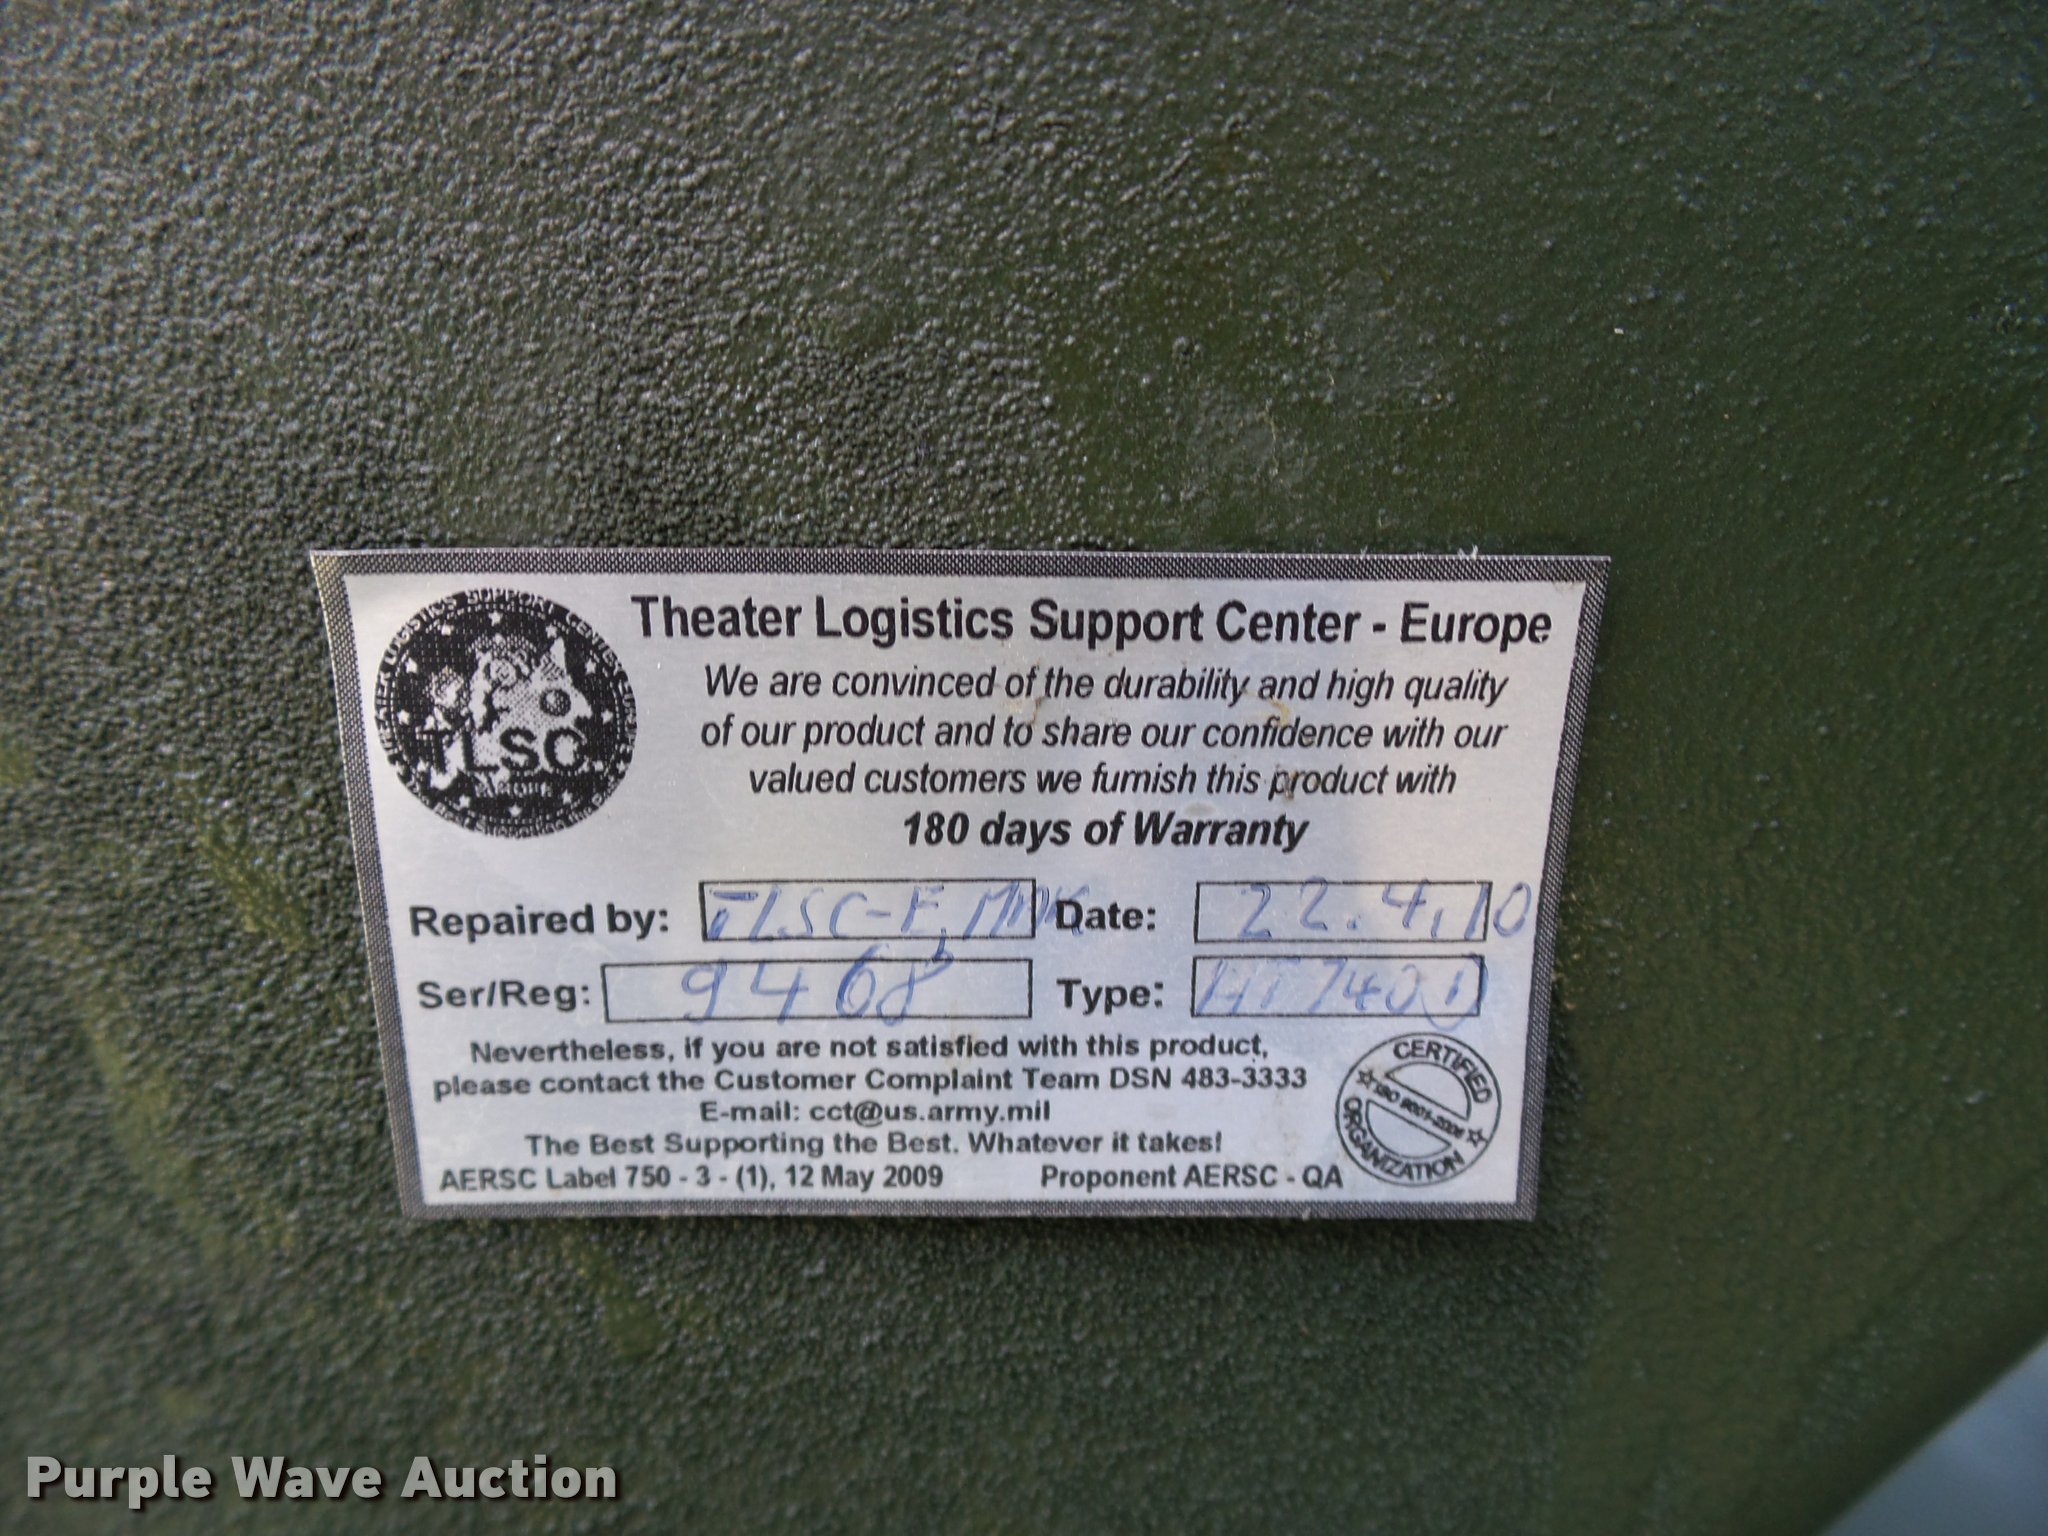 Theater Logistics Support Center - Europe
We are convinced of the durability and high quality
of our product and to share our confidence with our
valued customers we furnish this product with
180 days of Warranty
TLSC
Repaired by: TLSC-E, Date: 22.4.10
Ser/Reg: 9468 Type:
Nevertheless, if you are not satisfied with this product,
please contact the Customer Complaint Team DSN 483-3333
E-mail: cct@us.army.mil
The Best Supporting the Best. Whatever it takes!
AERSC Label 750 - 3 - (1), 12 May 2009 Proponent AERSC - QA
CERTIFIED
ORGANIZATION
Purple Wave Auction